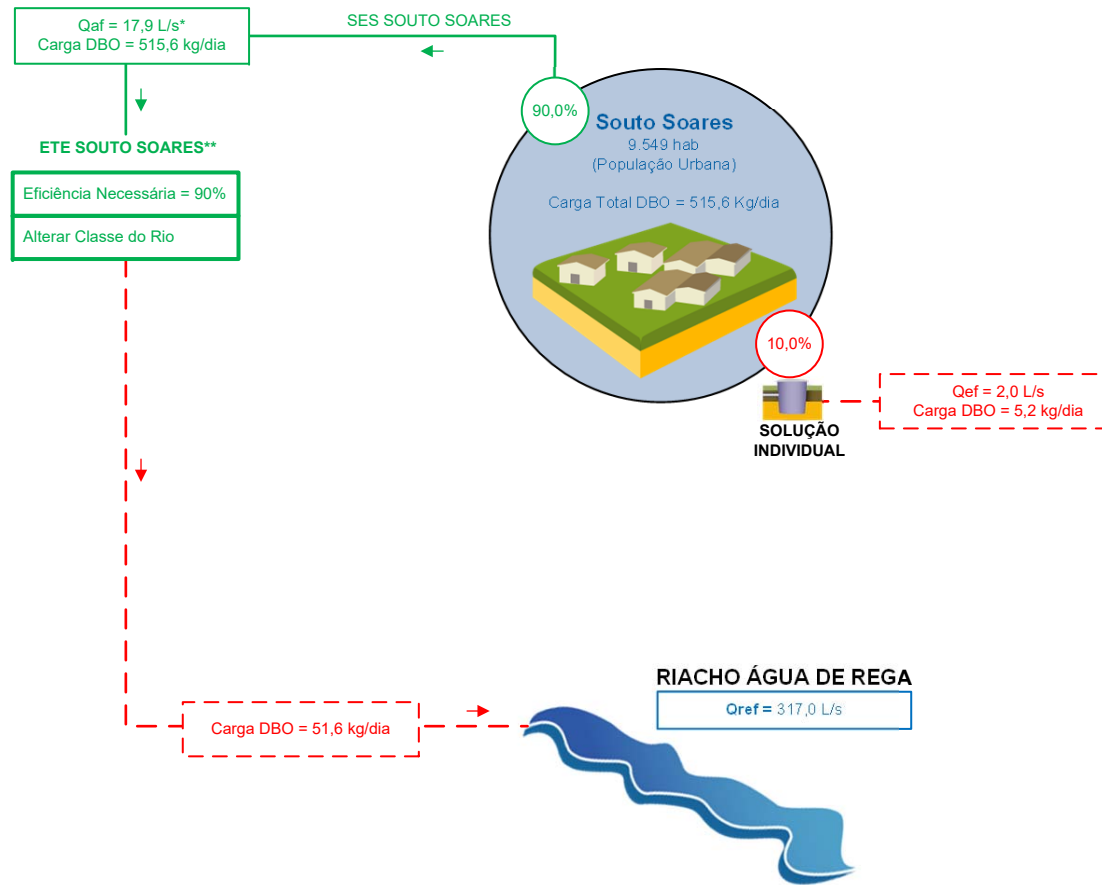 Qaf = 17,9 L/s*
Carga DBO = 515,6 kg/dia
SES SOUTO SOARES
90,0%
Souto Soares
9.549 hab
(População Urbana)
Carga Total DBO = 515,6 Kg/dia
ETE SOUTO SOARES**
Eficiência Necessária = 90%
Alterar Classe do Rio
10,0%
SOLUÇÃO
INDIVIDUAL
Qef = 2,0 L/s
Carga DBO = 5,2 kg/dia
RIACHO ÁGUA DE REGA
Qref = 317,0 L/s
Carga DBO = 51,6 kg/dia